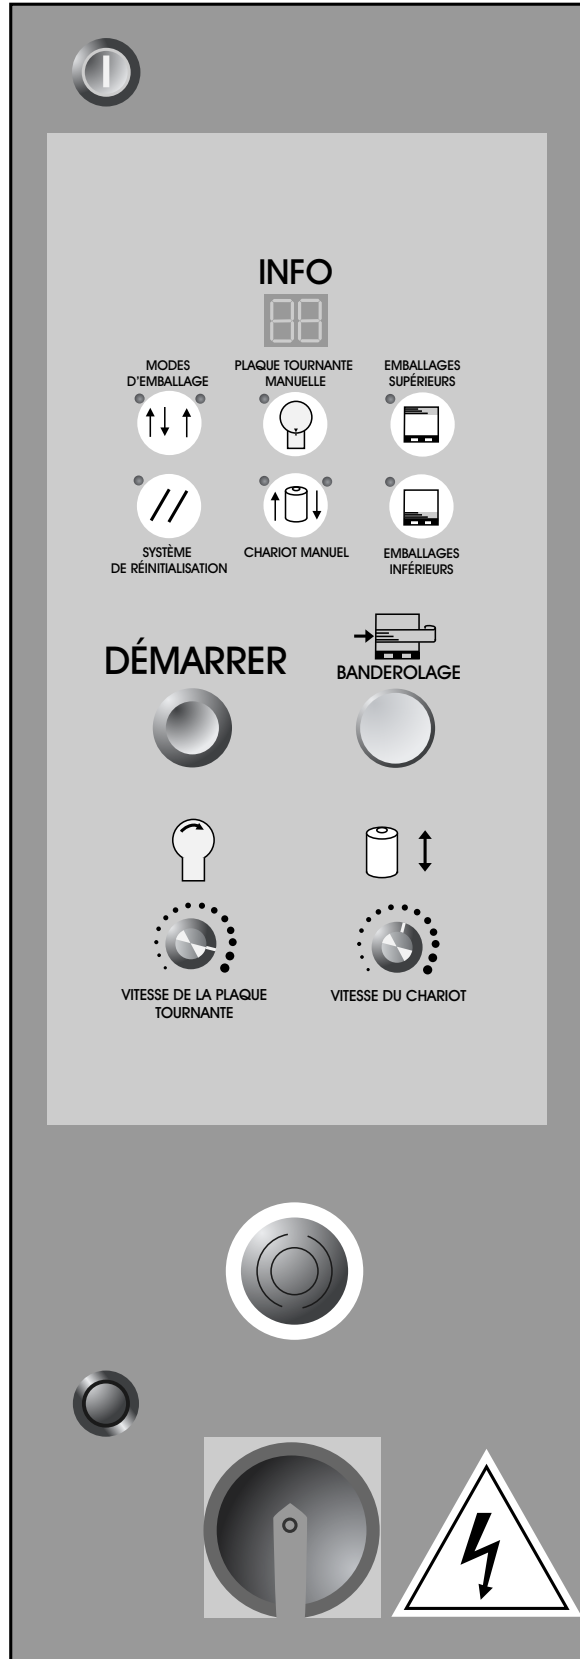 INFO
88
MODES
D'EMBALLAGE
PLAQUE TOURNANTE
MANUELLE
EMBALLAGES
SUPÉRIEURS
SYSTÈME
DE RÉINITIALISATION
CHARIOT MANUEL
EMBALLAGES
INFÉRIEURS
DÉMARRER
BANDEROLAGE
VITESSE DE LA PLAQUE
TOURNANTE
VITESSE DU CHARIOT